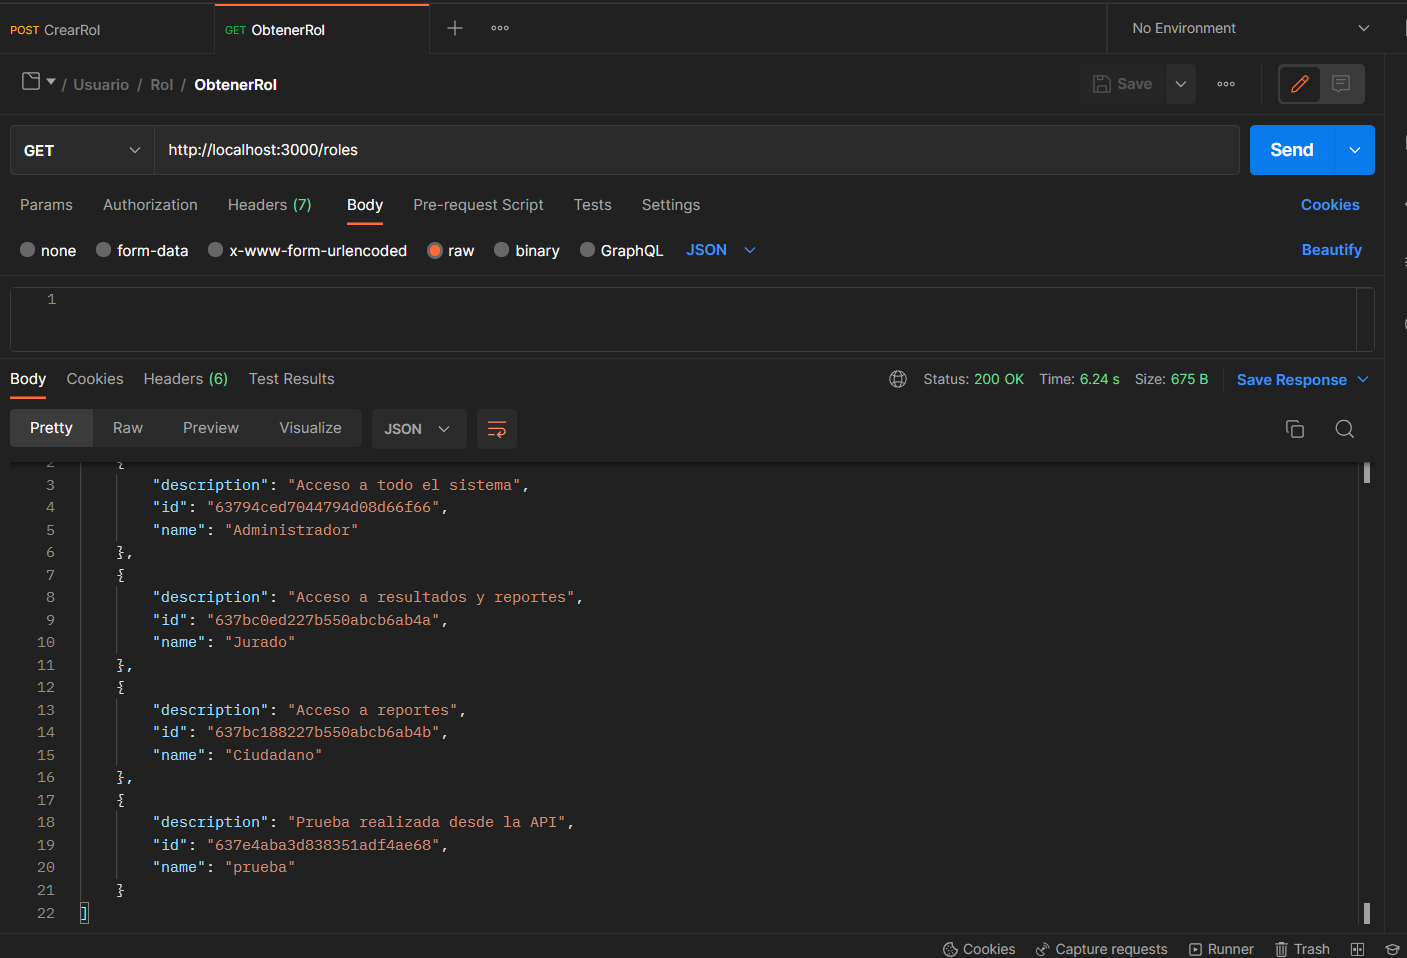 POST CrearRol GET ObtenerRol No Environment
/ Usuario / Rol / ObtenerRol Save
GET http://localhost:3000/roles Send
Params Authorization Headers (7) Body Pre-request Script Tests Settings Cookies
none form-data x-www-form-urlencoded raw binary GraphQL JSON Beautify
1
Body Cookies Headers (6) Test Results Status: 200 OK Time: 6.24 s Size: 675 B Save Response
Pretty Raw Preview Visualize JSON
2 {
3 "description": "Acceso a todo el sistema",
4 "id": "63794ced7044794d08d66f66",
5 "name": "Administrador"
6 },
7 {
8 "description": "Acceso a resultados y reportes",
9 "id": "637bc0ed227b550abcb6ab4a",
10 "name": "Jurado"
11 },
12 {
13 "description": "Acceso a reportes",
14 "id": "637bc188227b550abcb6ab4b",
15 "name": "Ciudadano"
16 },
17 {
18 "description": "Prueba realizada desde la API",
19 "id": "637e4aba3d838351adf4ae68",
20 "name": "prueba"
21 }
22 ]
Cookies Capture requests Runner Trash